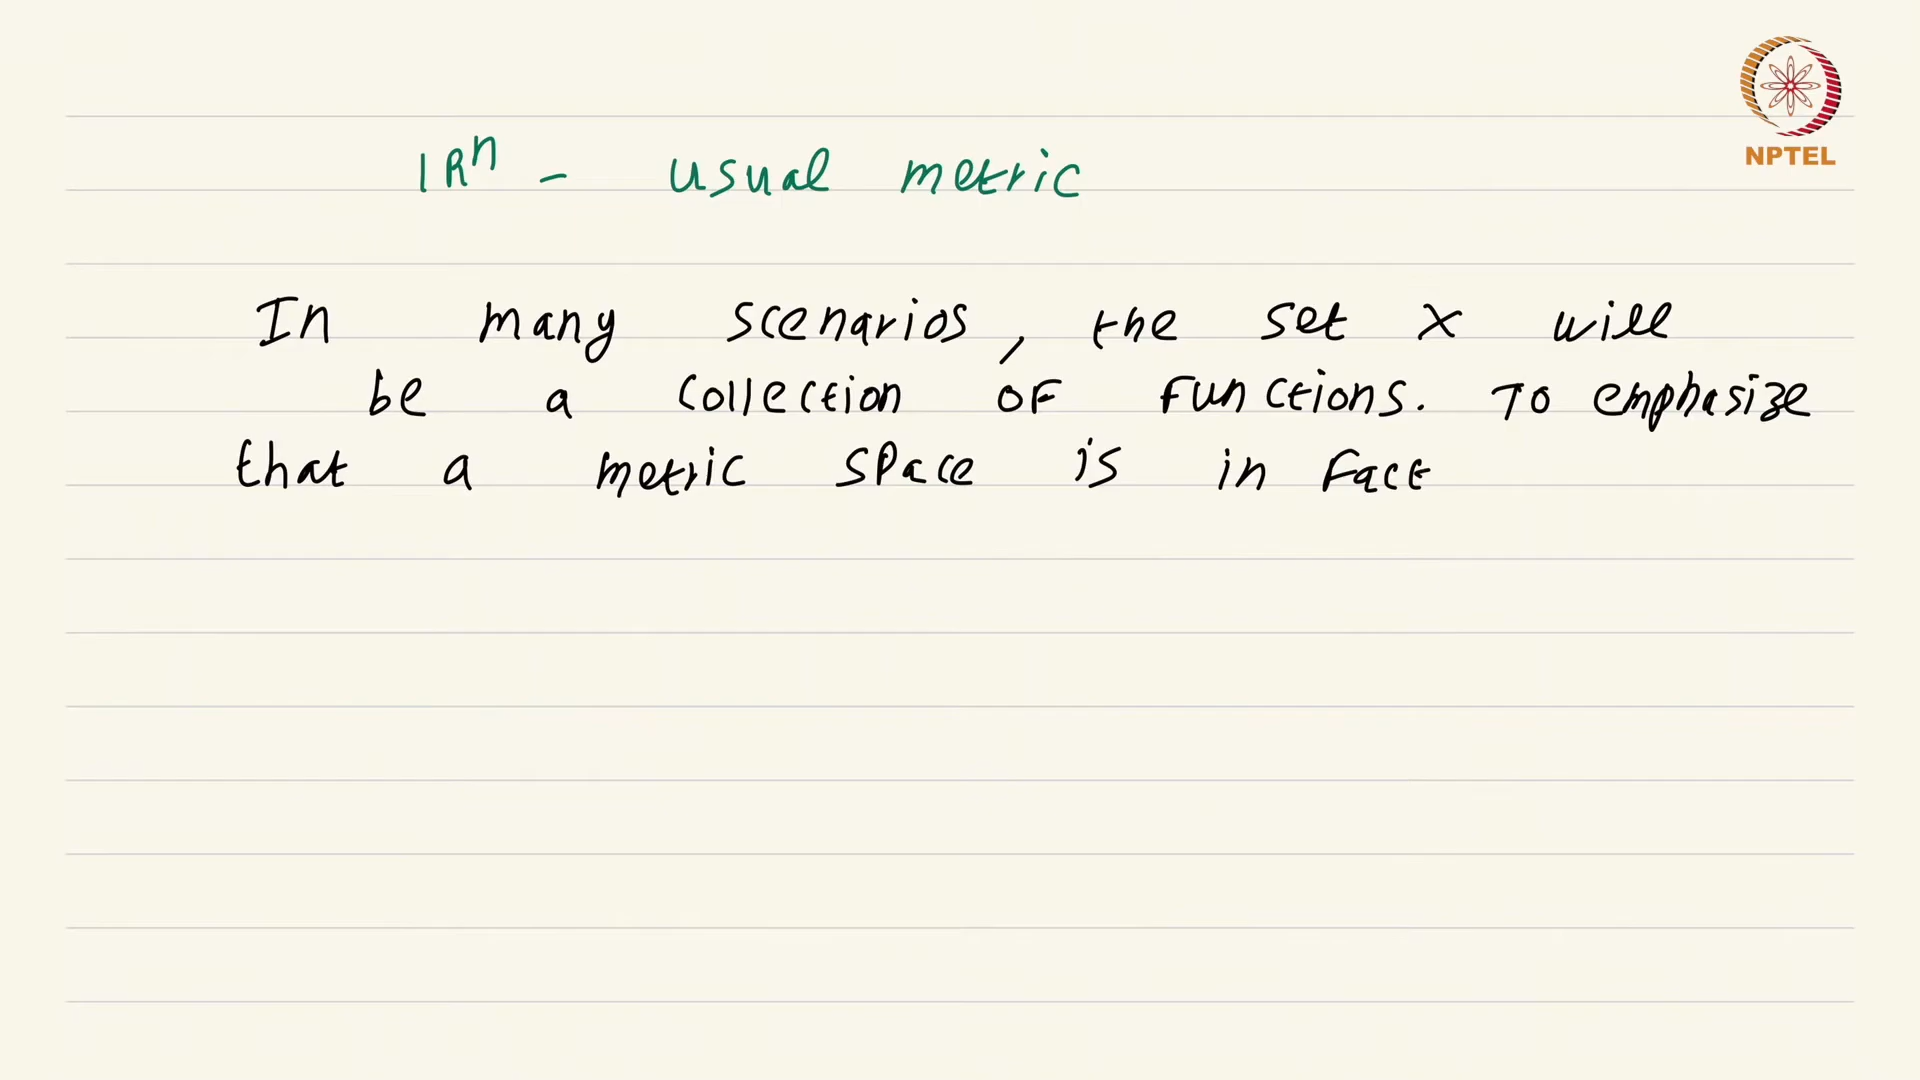 NPTEL
ℝⁿ - usual metric
In many scenarios, the set X will
be a collection of functions. To emphasize
that a metric space is in fact